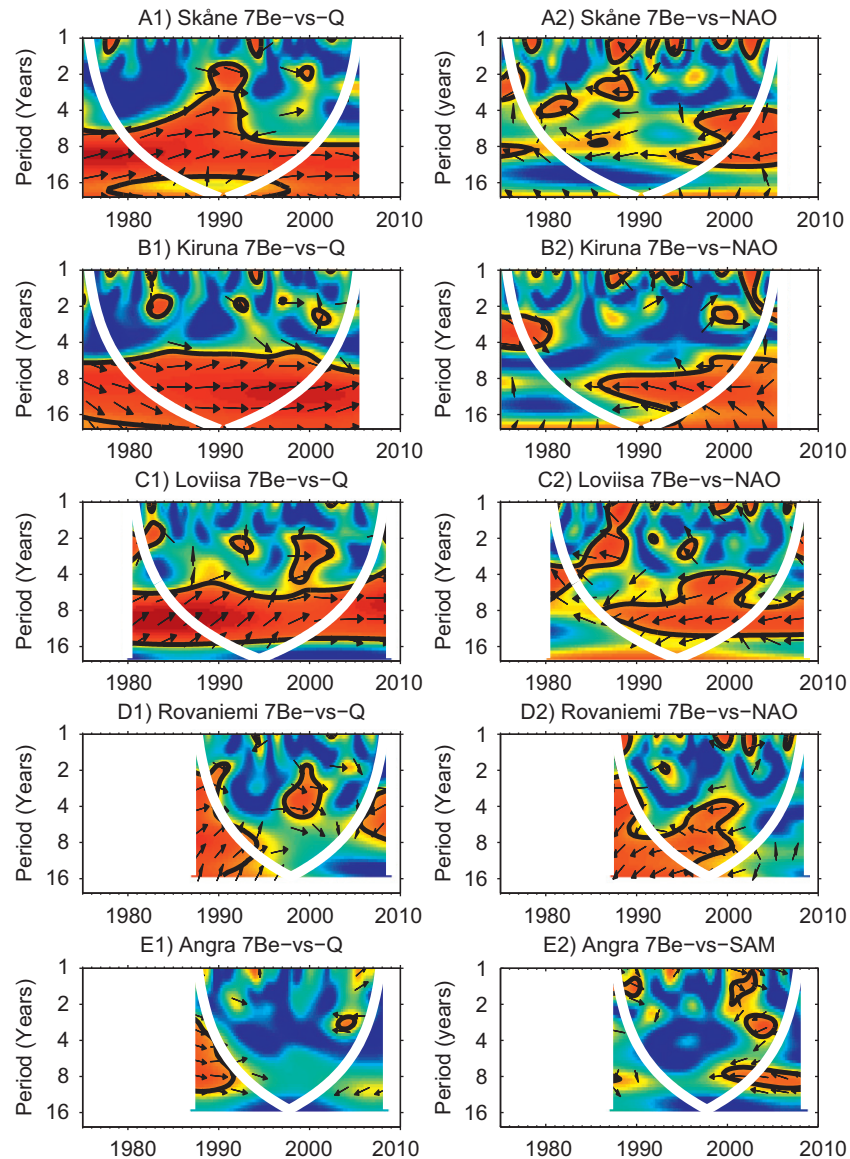 A1) Skåne 7Be−vs−Q
A2) Skåne 7Be−vs−NAO
Period (Years)
1
2
4
8
16
1980 1990 2000 2010
Period (years)
1
2
4
8
16
1980 1990 2000 2010
B1) Kiruna 7Be−vs−Q
B2) Kiruna 7Be−vs−NAO
Period (Years)
1
2
4
8
16
1980 1990 2000 2010
Period (Years)
1
2
4
8
16
1980 1990 2000 2010
C1) Loviisa 7Be−vs−Q
C2) Loviisa 7Be−vs−NAO
Period (Years)
1
2
4
8
16
1980 1990 2000 2010
Period (Years)
1
2
4
8
16
1980 1990 2000 2010
D1) Rovaniemi 7Be−vs−Q
D2) Rovaniemi 7Be−vs−NAO
Period (Years)
1
2
4
8
16
1980 1990 2000 2010
Period (Years)
1
2
4
8
16
1980 1990 2000 2010
E1) Angra 7Be−vs−Q
E2) Angra 7Be−vs−SAM
Period (Years)
1
2
4
8
16
1980 1990 2000 2010
Period (years)
1
2
4
8
16
1980 1990 2000 2010